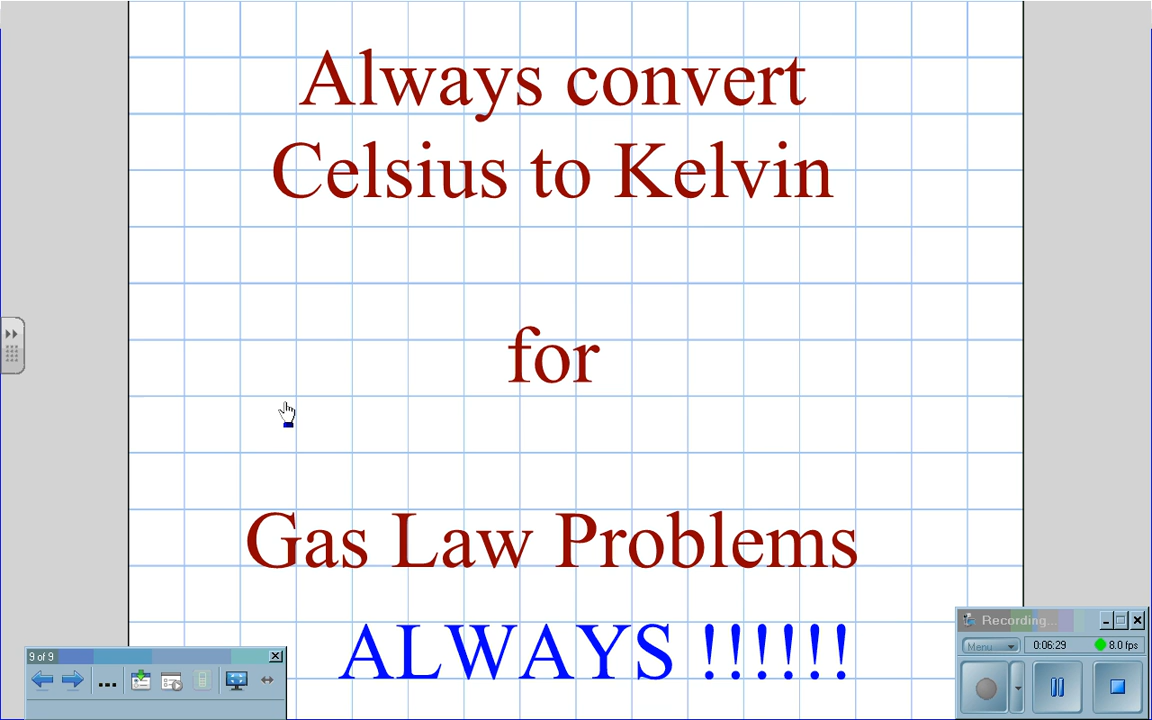 Always convert
Celsius to Kelvin
for
Gas Law Problems
ALWAYS !!!!!!
9 of 9
...
Recording...
Menu
0:06:29
8.0 fps